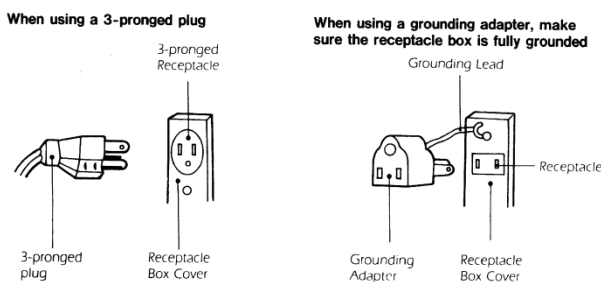 When using a 3-pronged plug
3-pronged
Receptacle
3-pronged
plug
Receptacle
Box Cover
When using a grounding adapter, make
sure the receptacle box is fully grounded
Grounding Lead
Receptacle
Grounding
Adapter
Receptacle
Box Cover